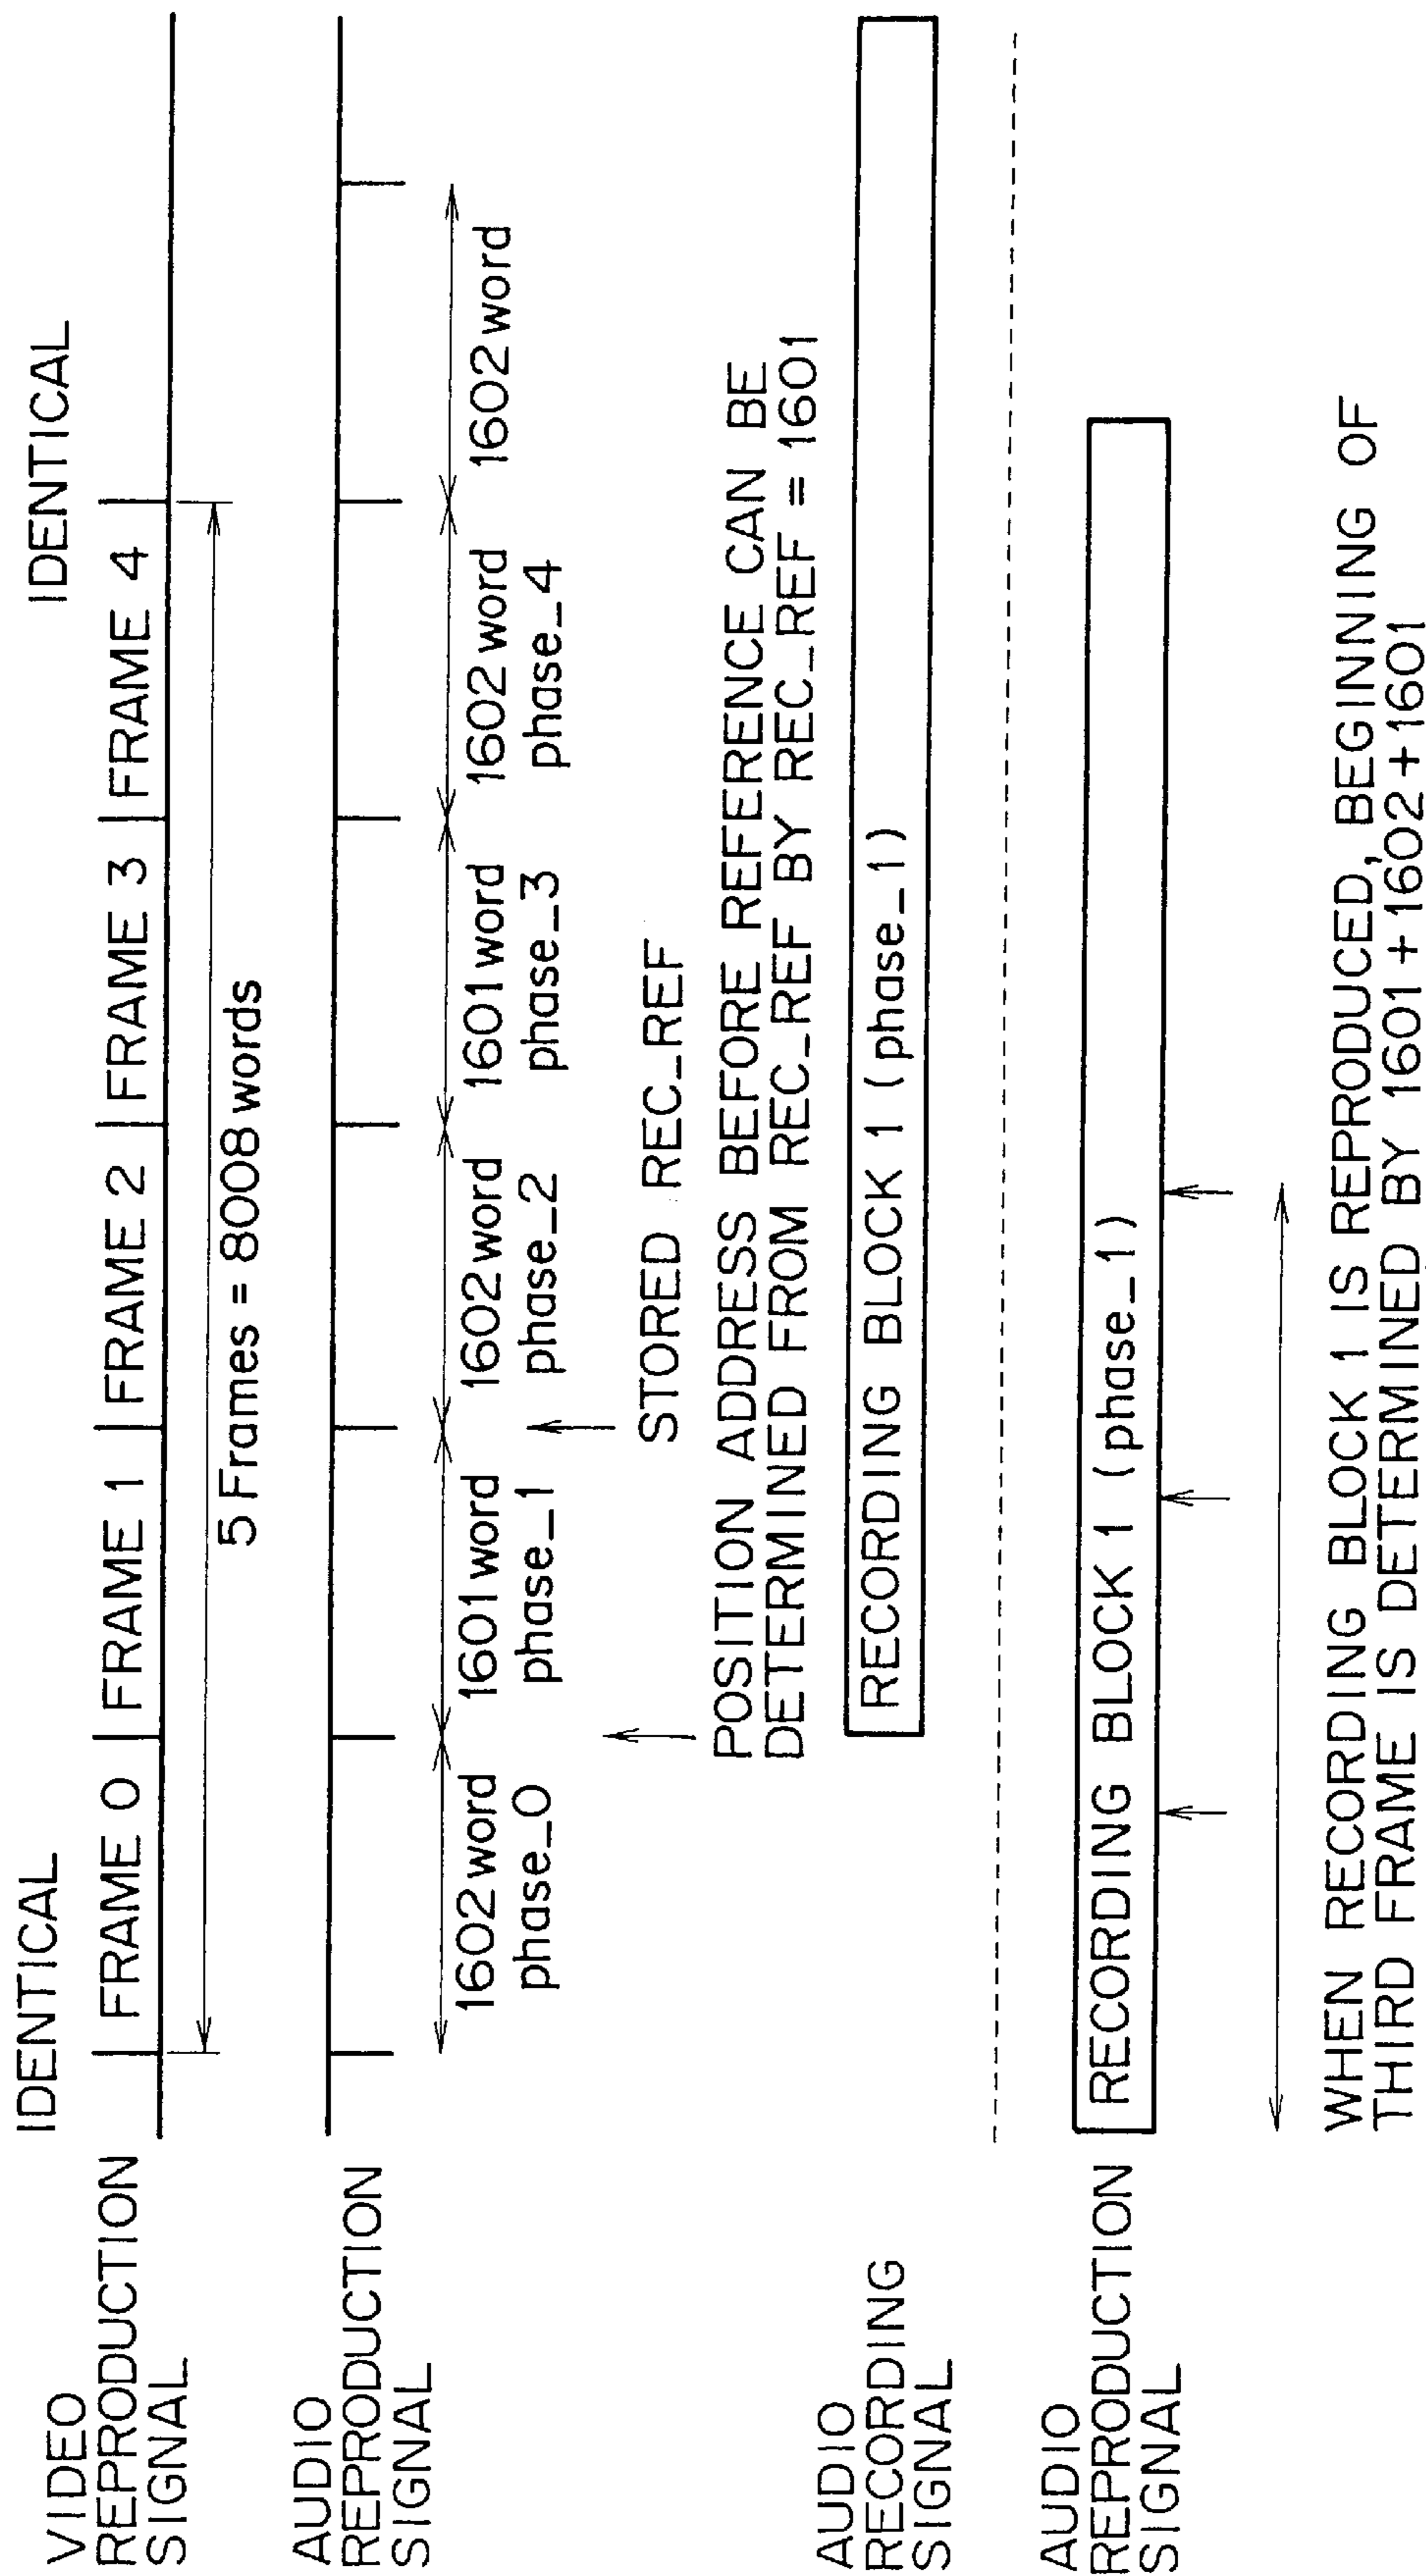 IDENTICAL
IDENTICAL
VIDEO
REPRODUCTION
SIGNAL
FRAME 0
FRAME 1
FRAME 2
FRAME 3
FRAME 4
5 Frames = 8008 words
AUDIO
REPRODUCTION
SIGNAL
1602 word
phase_0
1601 word
phase_1
1602 word
phase_2
1601 word
phase_3
1602 word
phase_4
1602 word
STORED REC_REF
POSITION ADDRESS BEFORE REFERENCE CAN BE
DETERMINED FROM REC_REF BY REC_REF = 1601
AUDIO
RECORDING
SIGNAL
RECORDING BLOCK 1 (phase_1)
AUDIO
REPRODUCTION
SIGNAL
RECORDING BLOCK 1 (phase_1)
WHEN RECORDING BLOCK 1 IS REPRODUCED, BEGINNING OF
THIRD FRAME IS DETERMINED BY 1601+1602+1601